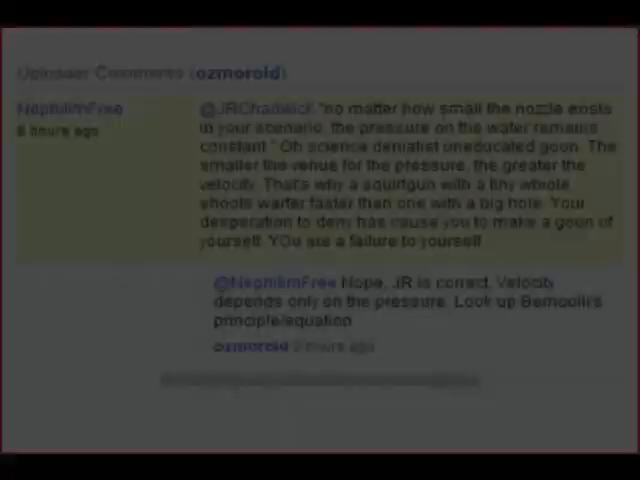 Uploader Comments (ozmoroid)
NephilimFree
8 hours ago
@JRChadwick "no matter how small the nozzle exists
in your scenario, the pressure on the water remains
constant." Oh science denialist uneducated goon. The
smaller the venue for the pressure, the greater the
velocity. That's why a squirtgun with a tiny whole
shoots warter faster than one with a big hole. Your
desperation to deny has cause you to make a goon of
yourself. YOu are a failure to yourself
@NephilimFree Nope, JR is correct. Velocity
depends only on the pressure. Look up Bernoulli's
principle/equation
ozmoroid hours ago